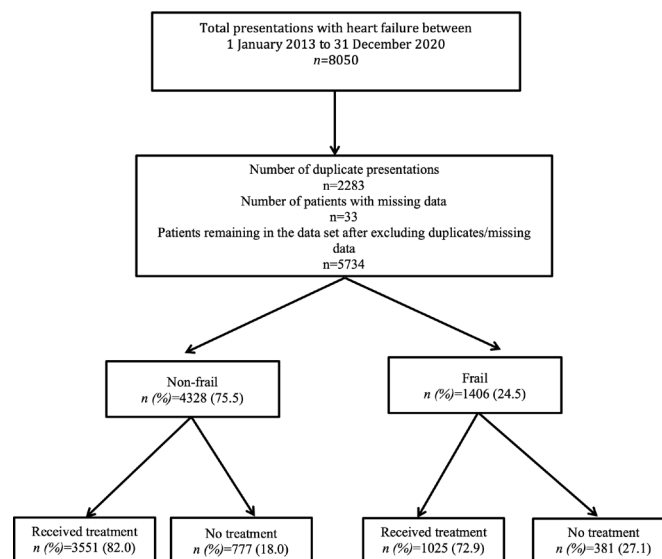 Total presentations with heart failure between
1 January 2013 to 31 December 2020
n=8050
Number of duplicate presentations
n=2283
Number of patients with missing data
n=33
Patients remaining in the data set after excluding duplicates/missing
data
n=5734
Non-frail
n (%)=4328 (75.5)
Frail
n (%)=1406 (24.5)
Received treatment
n (%)=3551 (82.0)
No treatment
n (%)=777 (18.0)
Received treatment
n (%)=1025 (72.9)
No treatment
n (%)=381 (27.1)